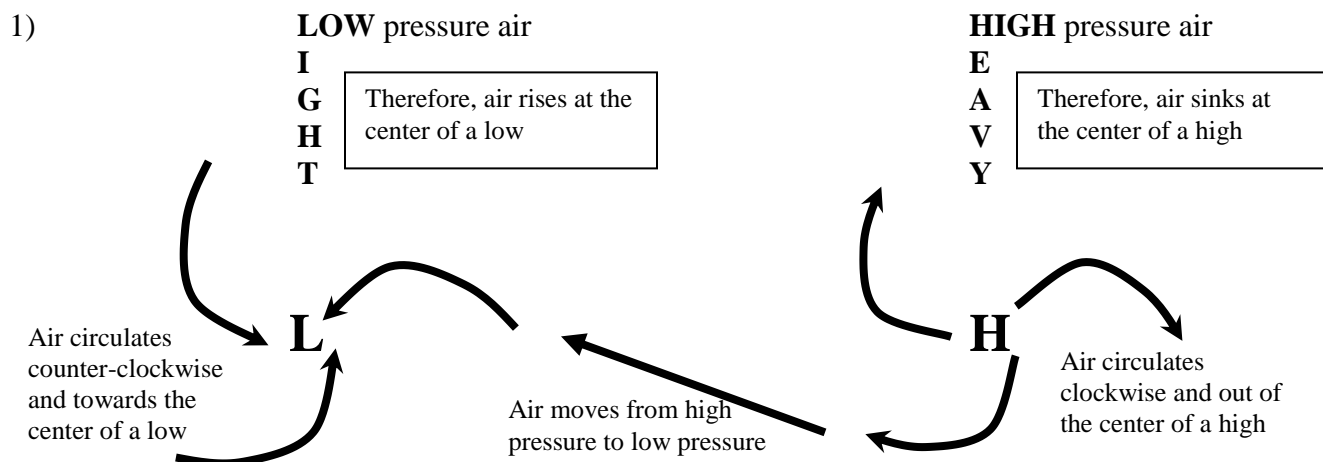 1)
LOW pressure air
I
G
H
T
Therefore, air rises at the
center of a low
HIGH pressure air
E
A
V
Y
Therefore, air sinks at
the center of a high
L
H
Air circulates
counter-clockwise
and towards the
center of a low
Air moves from high
pressure to low pressure
Air circulates
clockwise and out of
the center of a high